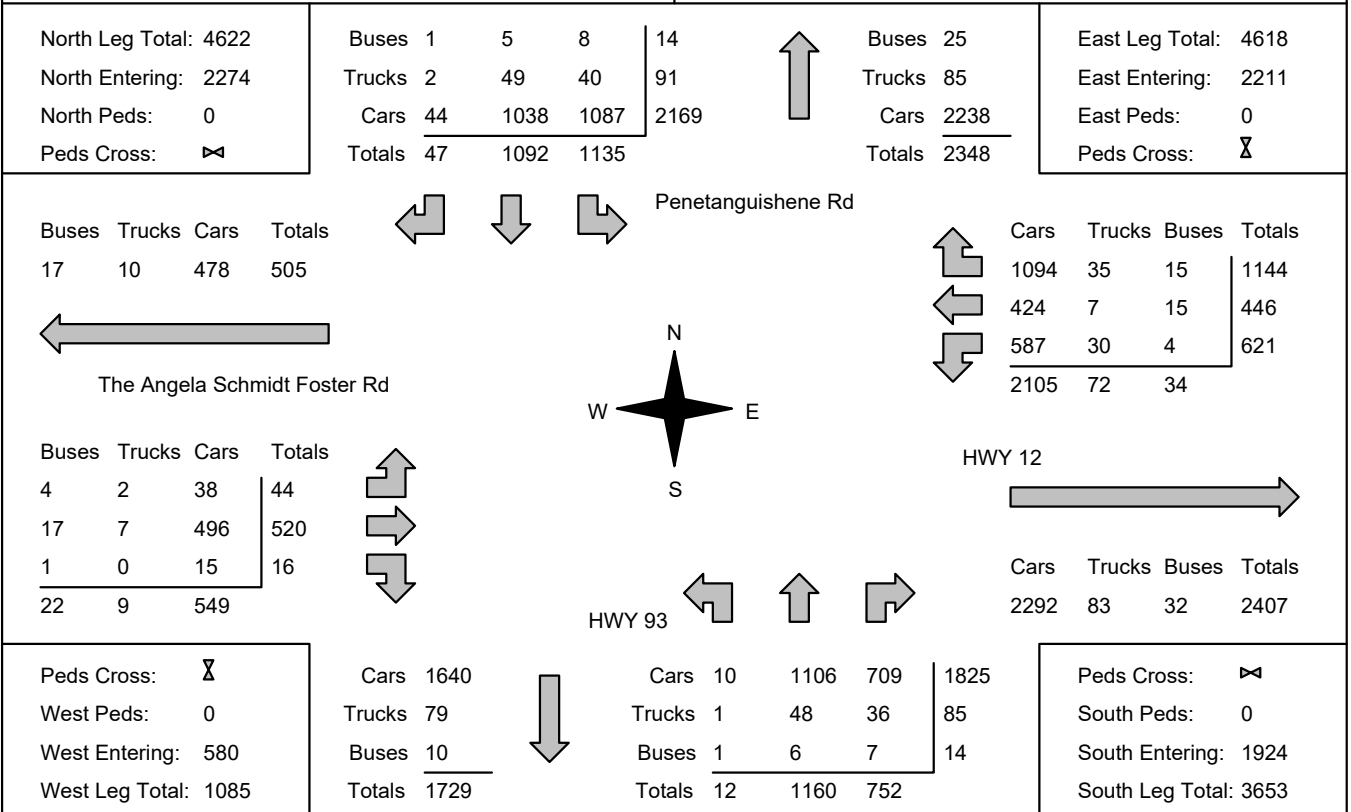 North Leg Total: 4622
North Entering: 2274
North Peds: 0
Peds Cross:
Buses 1 5 8 14
Trucks 2 49 40 91
Cars 44 1038 1087 2169
Totals 47 1092 1135
Buses 25
Trucks 85
Cars 2238
Totals 2348
East Leg Total: 4618
East Entering: 2211
East Peds: 0
Peds Cross:
Penetanguishene Rd
Buses Trucks Cars Totals
17 10 478 505
The Angela Schmidt Foster Rd
Cars Trucks Buses Totals
1094 35 15 1144
424 7 15 446
587 30 4 621
2105 72 34
N
W E
S
Buses Trucks Cars Totals
4 2 38 44
17 7 496 520
1 0 15 16
22 9 549
HWY 12
Cars Trucks Buses Totals
2292 83 32 2407
HWY 93
Peds Cross:
West Peds: 0
West Entering: 580
West Leg Total: 1085
Cars 1640
Trucks 79
Buses 10
Totals 1729
Cars 10 1106 709 1825
Trucks 1 48 36 85
Buses 1 6 7 14
Totals 12 1160 752
Peds Cross:
South Peds: 0
South Entering: 1924
South Leg Total: 3653